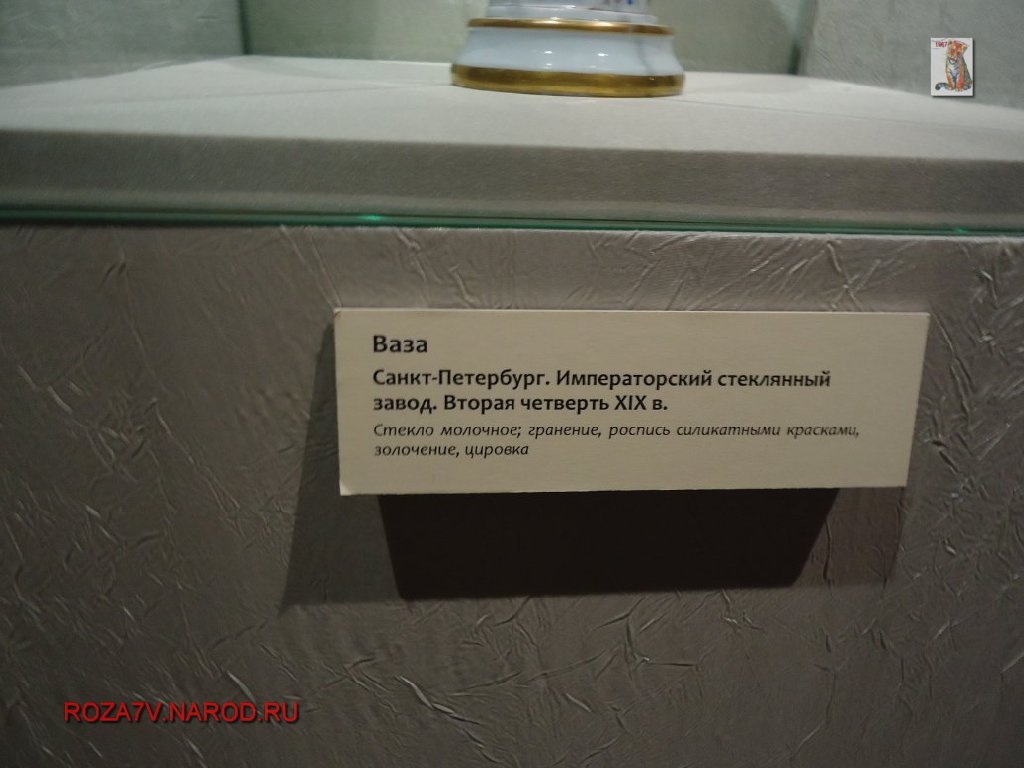 Ваза
Санкт-Петербург. Императорский стеклянный
завод. Вторая четверть XIX в.
Стекло молочное; гранение, роспись силикатными красками,
золочение, цировка
ROZA7V.NAROD.RU